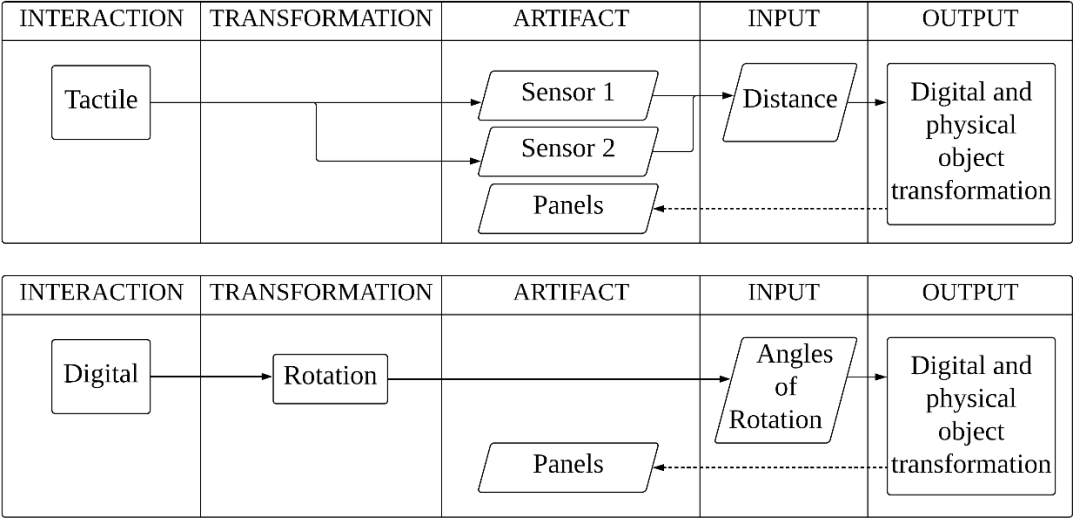 INTERACTION TRANSFORMATION ARTIFACT INPUT OUTPUT
Tactile
Sensor 1
Sensor 2
Panels
Distance
Digital and
physical
object
transformation
INTERACTION TRANSFORMATION ARTIFACT INPUT OUTPUT
Digital
Rotation
Panels
Angles
of
Rotation
Digital and
physical
object
transformation